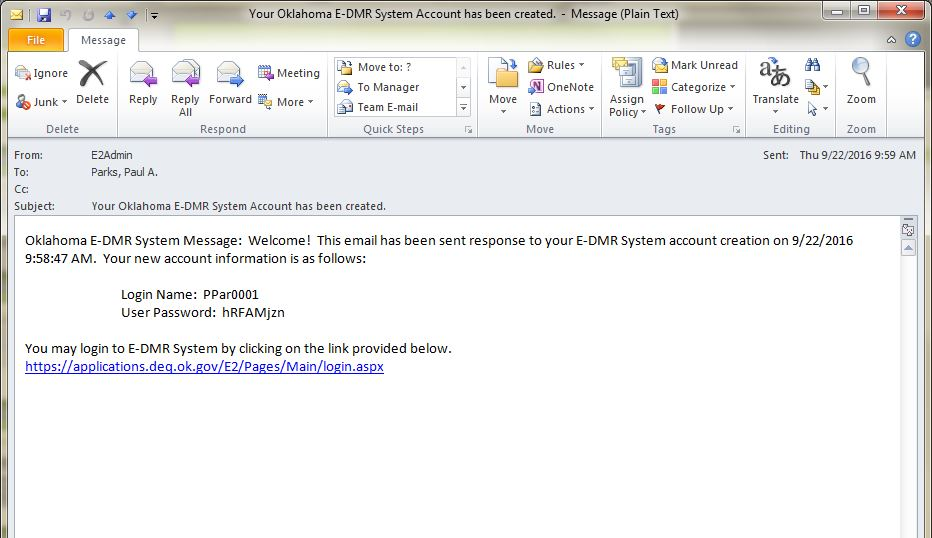 Your Oklahoma E-DMR System Account has been created. - Message (Plain Text)
File
Message
Ignore
Junk
Delete
Delete
Reply
Reply All
Forward
Meeting
More
Respond
Move to: ?
To Manager
Team E-mail
Quick Steps
Move
Rules
OneNote
Actions
Move
Assign Policy
Mark Unread
Categorize
Follow Up
Tags
Translate
Editing
Zoom
Zoom
From: E2Admin
Sent: Thu 9/22/2016 9:59 AM
To: Parks, Paul A.
Cc:
Subject: Your Oklahoma E-DMR System Account has been created.
Oklahoma E-DMR System Message: Welcome! This email has been sent response to your E-DMR System account creation on 9/22/2016
9:58:47 AM. Your new account information is as follows:
Login Name: PPar0001
User Password: hRFAMjzn
You may login to E-DMR System by clicking on the link provided below.
https://applications.deq.ok.gov/E2/Pages/Main/login.aspx